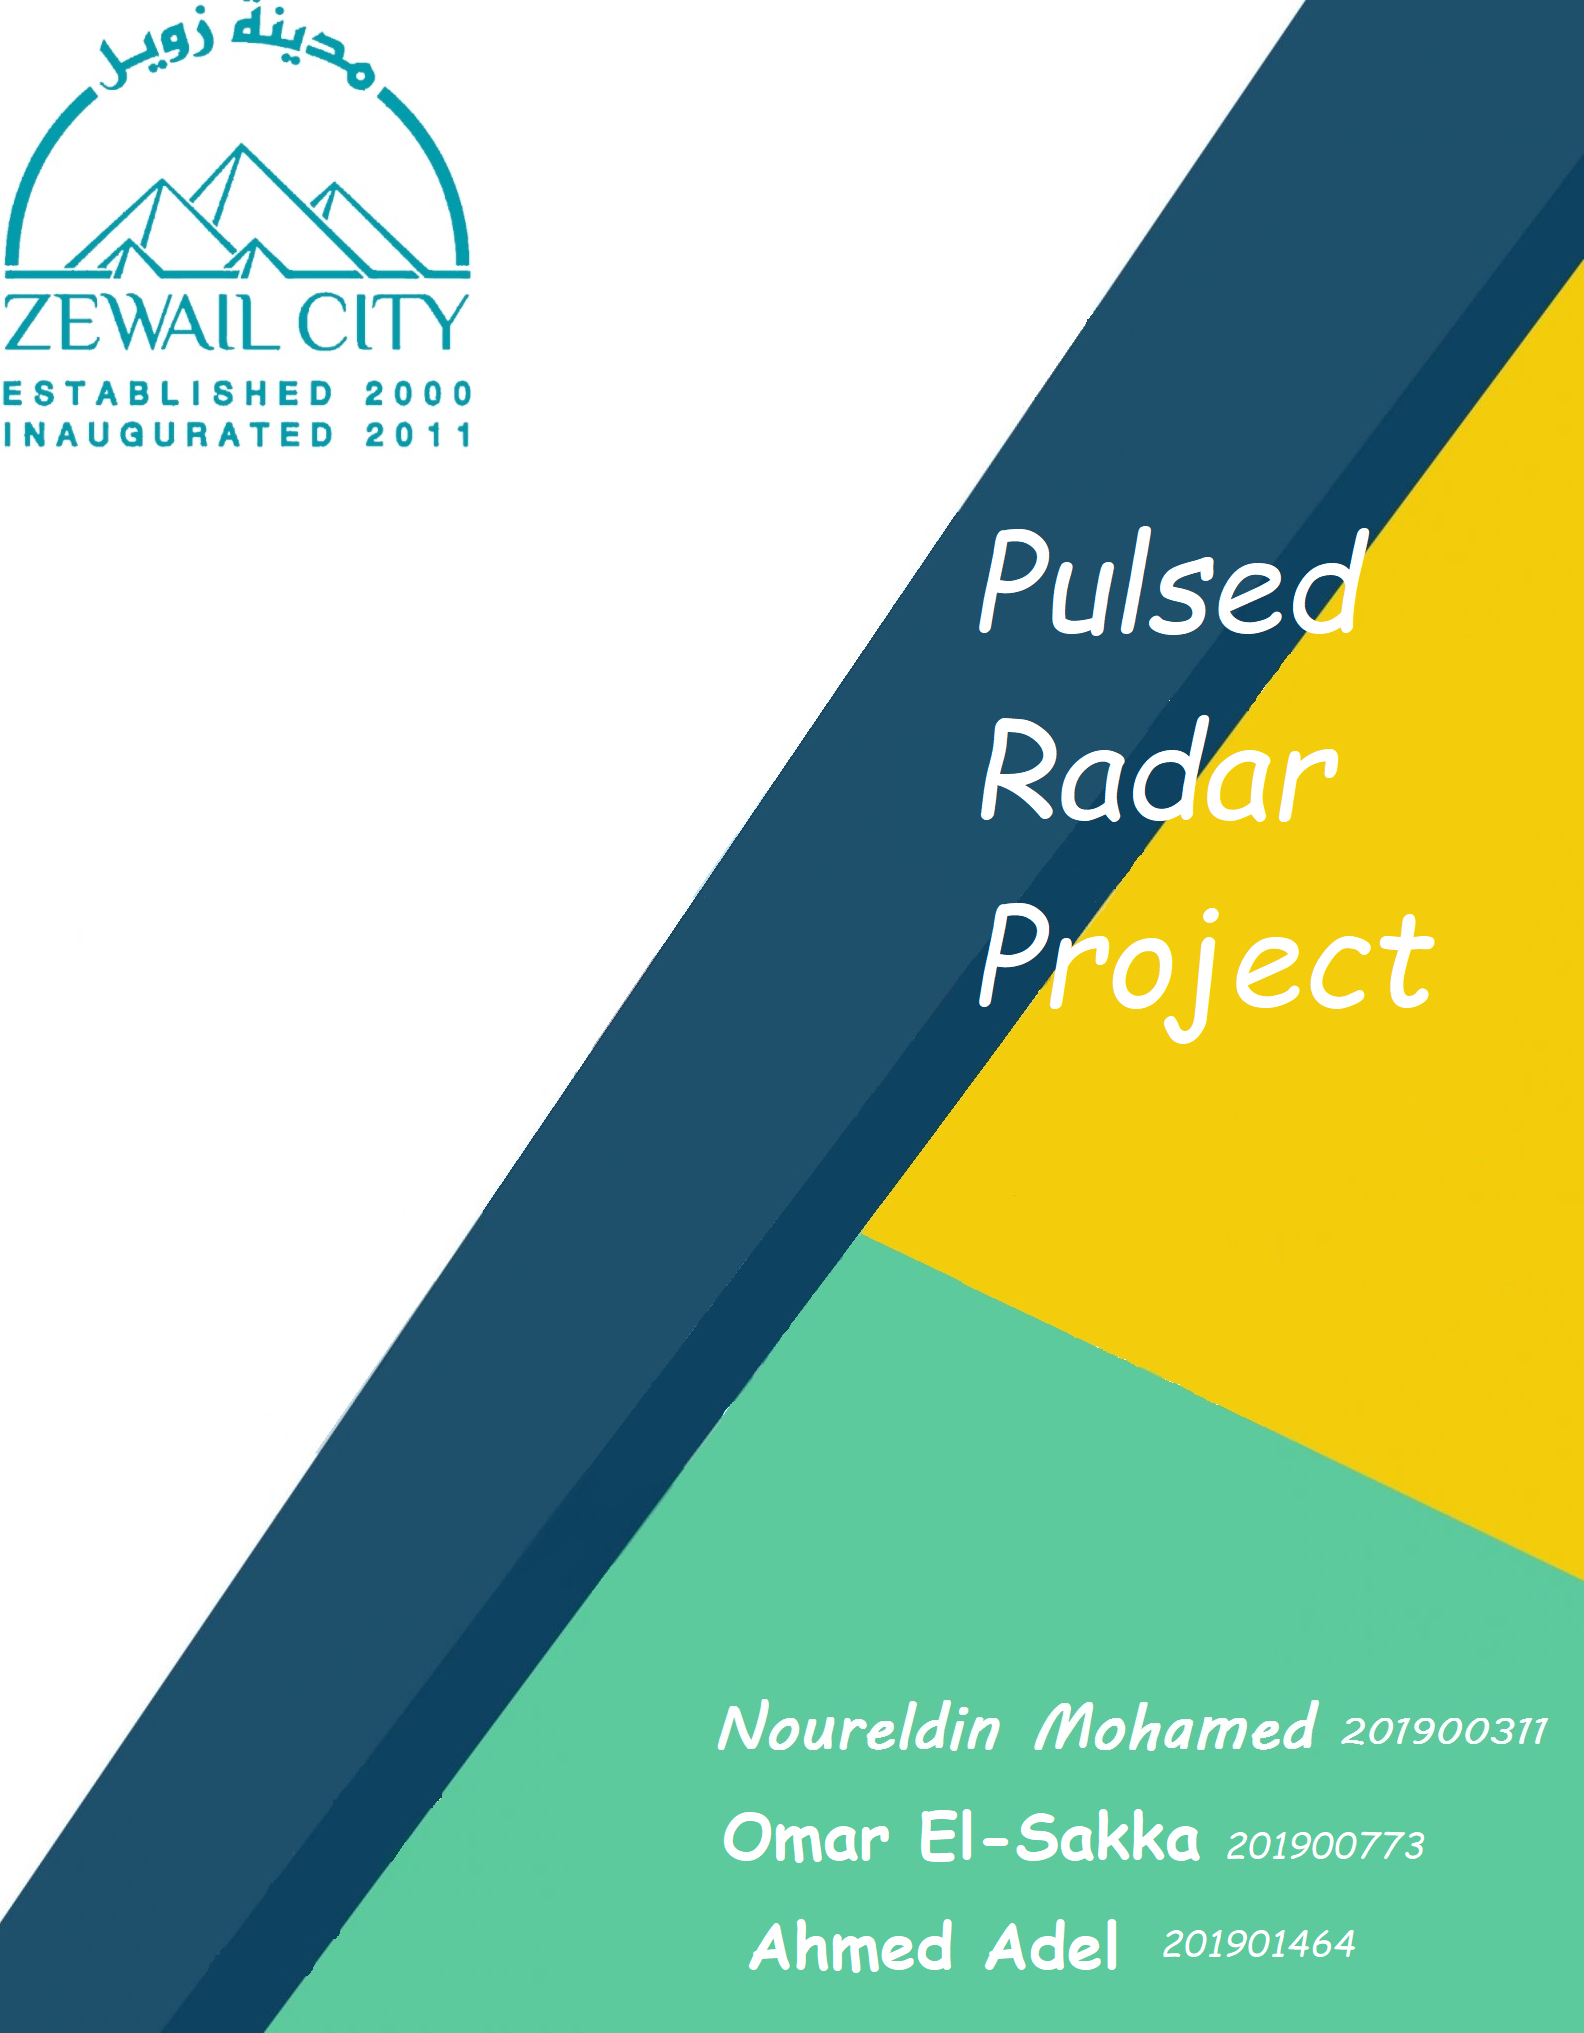 مدينة زويل
ZEWAIL CITY
ESTABLISHED 2000
INAUGURATED 2011
Pulsed
Radar
Project
Noureldin Mohamed 201900311
Omar El-Sakka 201900773
Ahmed Adel 201901464